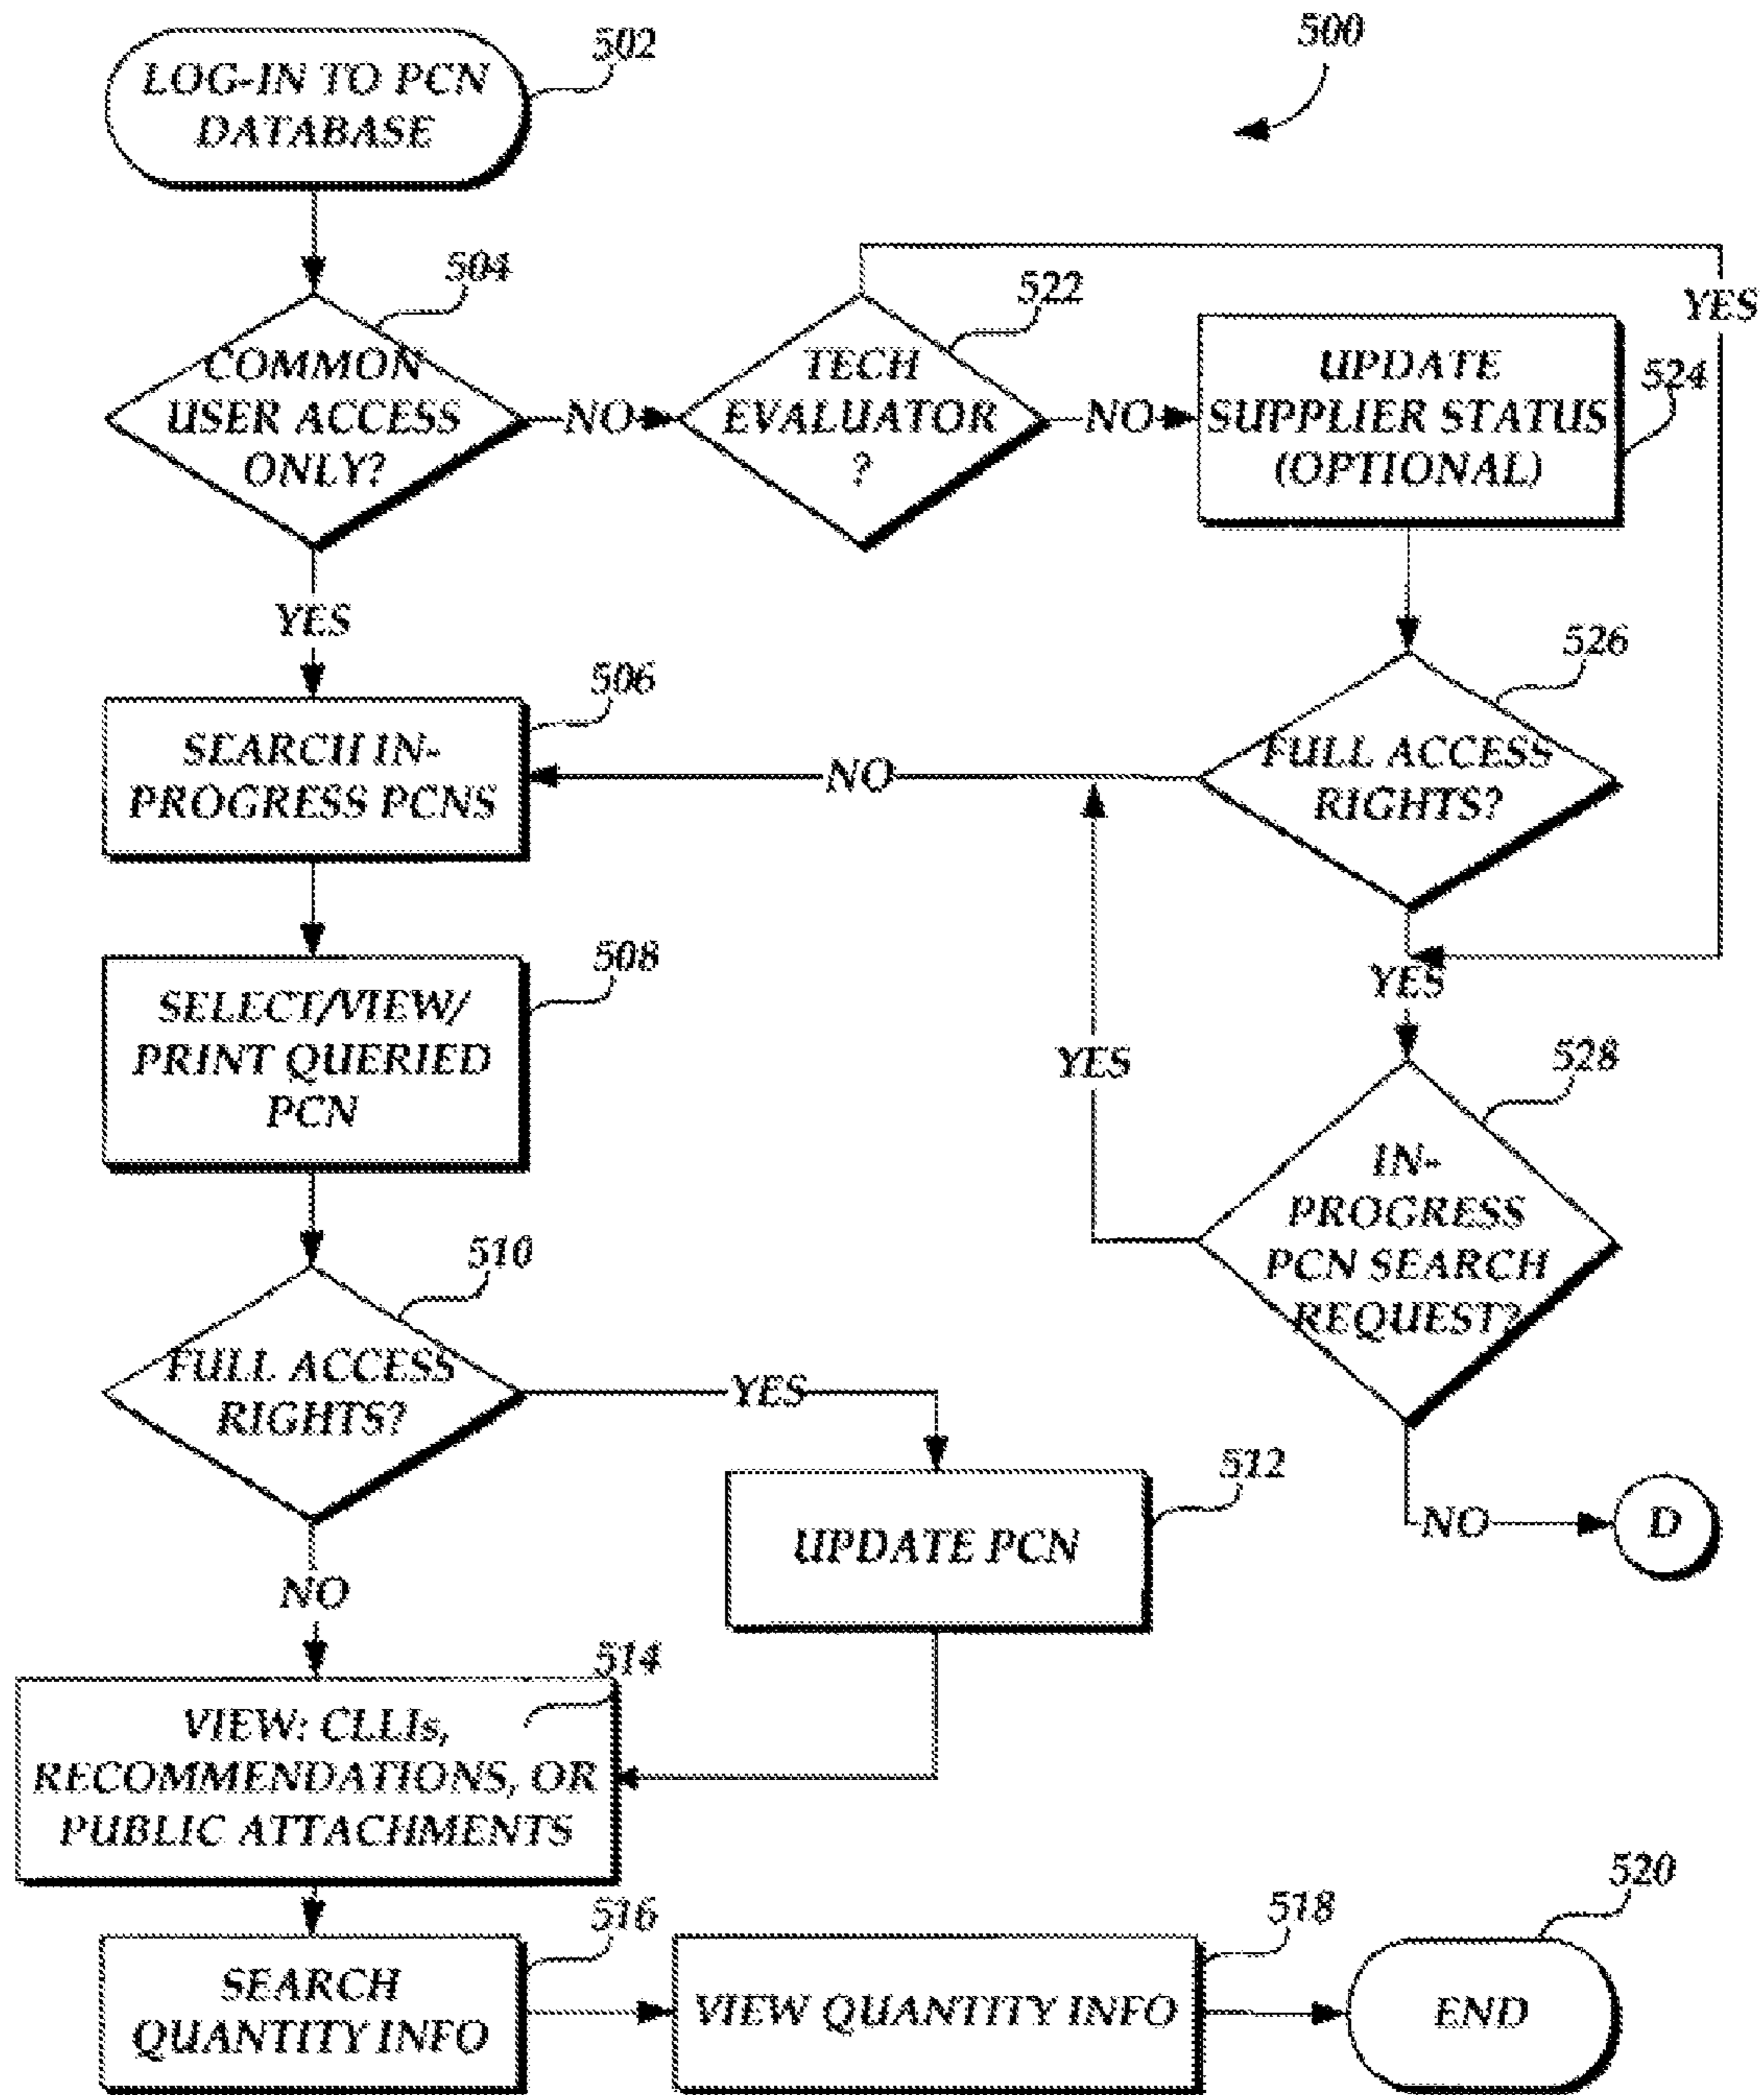 500
LOG-IN TO PCN
DATABASE
502
COMMON
USER ACCESS
ONLY?
504
NO
TECH
EVALUATOR
?
522
YES
NO
UPDATE
SUPPLIER STATUS
(OPTIONAL)
524
YES
SEARCH IN-
PROGRESS PCNS
506
NO
FULL ACCESS
RIGHTS?
526
YES
SELECT/VIEW/
PRINT QUERIED
PCN
508
YES
IN-
PROGRESS
PCN SEARCH
REQUEST?
528
NO
D
FULL ACCESS
RIGHTS?
510
YES
UPDATE PCN
512
NO
VIEW: CLLIs,
RECOMMENDATIONS, OR
PUBLIC ATTACHMENTS
514
SEARCH
QUANTITY INFO
516
VIEW QUANTITY INFO
518
END
520